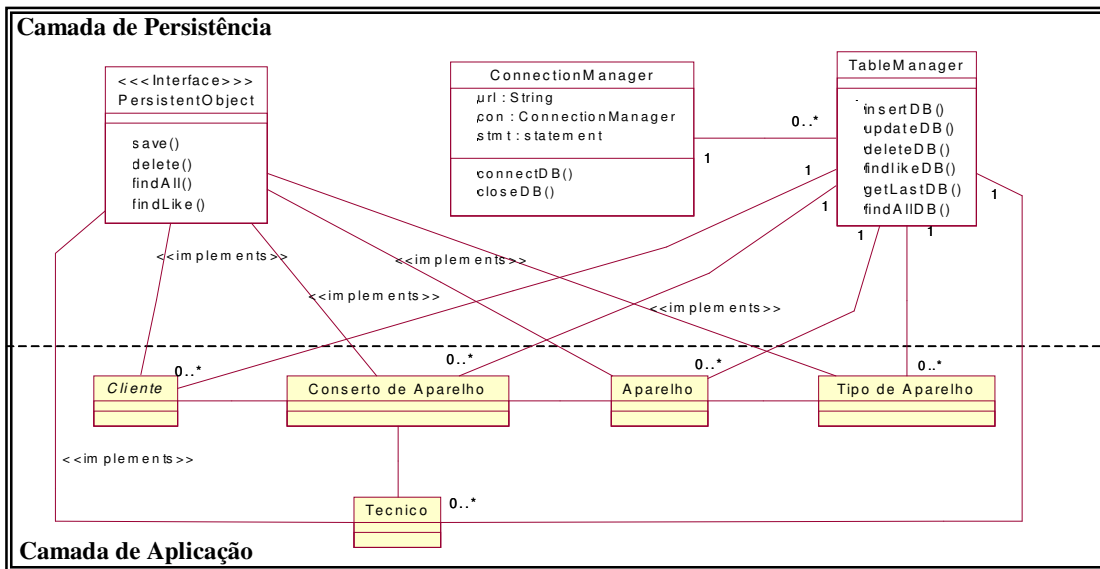 Camada de Persistência
<<<Interface>>>
PersistentObject
save()
delete()
findAll()
findLike()
ConnectionManager
url : String
con : ConnectionManager
stmt : statement
connectDB()
closeDB()
TableManager
insertDB()
updateDB()
deleteDB()
findlikeDB()
getLastDB()
findAllDB()
0..*
1
1
1
1
1
1
<<implements>>
<<implements>>
<<implements>>
<<implements>>
0..*
0..*
0..*
0..*
Cliente
Conserto de Aparelho
Aparelho
Tipo de Aparelho
<<implements>>
0..*
Tecnico
Camada de Aplicação